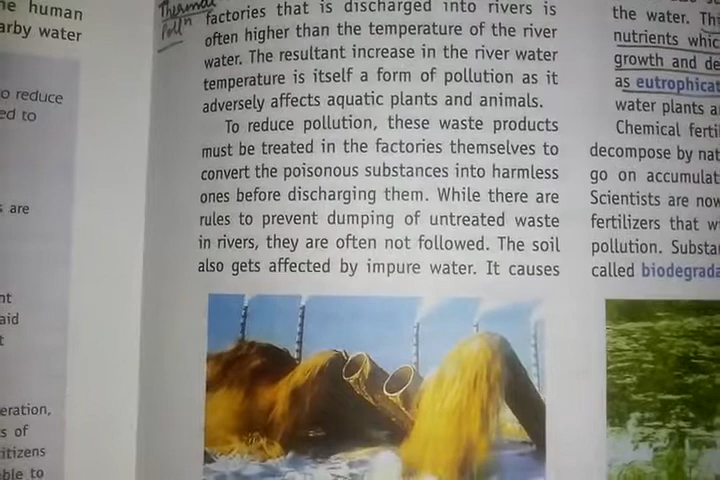 e human
arby water
o reduce
ed to
s are
nt
aid
t
eration,
s of
itizens
ble to
Thermal
Poll^n
factories that is discharged into rivers is
often higher than the temperature of the river
water. The resultant increase in the river water
temperature is itself a form of pollution as it
adversely affects aquatic plants and animals.
To reduce pollution, these waste products
must be treated in the factories themselves to
convert the poisonous substances into harmless
ones before discharging them. While there are
rules to prevent dumping of untreated waste
in rivers, they are often not followed. The soil
also gets affected by impure water. It causes
the water. Th
nutrients whic
growth and de
as eutrophicat
water plants a
Chemical ferti
decompose by nat
go on accumulat
Scientists are now
fertilizers that w
pollution. Substa
called biodegrada